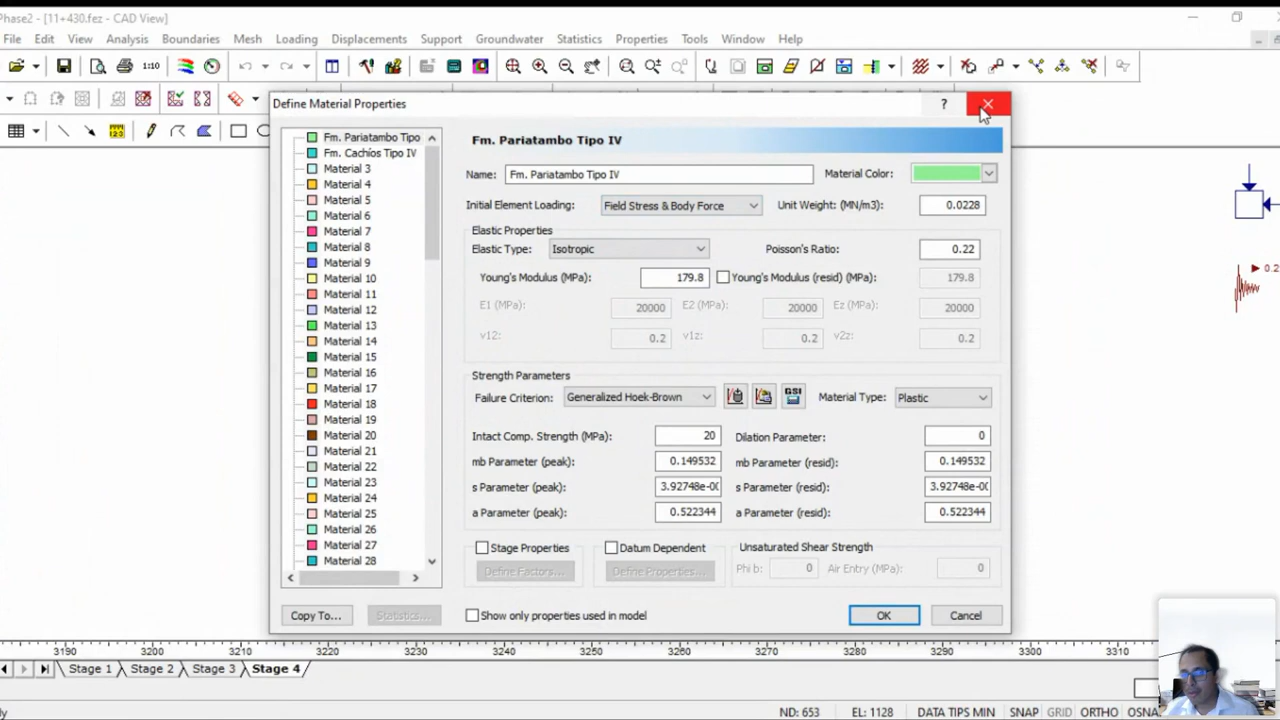 Phase2 - [11+430.fez - CAD View]
File Edit View Analysis Boundaries Mesh Loading Displacements Support Groundwater Statistics Properties Tools Window Help
1:10
Define Material Properties
?
Fm. Pariatambo Tipo
Fm. Cachíos Tipo IV
Material 3
Material 4
Material 5
Material 6
Material 7
Material 8
Material 9
Material 10
Material 11
Material 12
Material 13
Material 14
Material 15
Material 16
Material 17
Material 18
Material 19
Material 20
Material 21
Material 22
Material 23
Material 24
Material 25
Material 26
Material 27
Material 28
Fm. Pariatambo Tipo IV
Name: Fm. Pariatambo Tipo IV Material Color:
Initial Element Loading: Field Stress & Body Force Unit Weight: (MN/m3): 0.0228
Elastic Properties
Elastic Type: Isotropic Poisson's Ratio: 0.22
Young's Modulus (MPa): 179.8 Young's Modulus (resid) (MPa): 179.8
E1 (MPa): 20000 E2 (MPa): 20000 Ez (MPa): 20000
v12: 0.2 v1z: 0.2 v2z: 0.2
Strength Parameters
Failure Criterion: Generalized Hoek-Brown GSI Material Type: Plastic
Intact Comp. Strength (MPa): 20 Dilation Parameter: 0
mb Parameter (peak): 0.149532 mb Parameter (resid): 0.149532
s Parameter (peak): 3.92748e-00 s Parameter (resid): 3.92748e-00
a Parameter (peak): 0.522344 a Parameter (resid): 0.522344
Stage Properties Datum Dependent Unsaturated Shear Strength
Define Factors... Define Properties... Phi b: 0 Air Entry (MPa): 0
Copy To... Statistics... Show only properties used in model OK Cancel
0.2
3190 3200 3210 3220 3230 3240 3250 3260 3270 3280 3290 3300 3310
Stage 1 Stage 2 Stage 3 Stage 4
ND: 653 EL: 1128 DATA TIPS MIN SNAP GRID ORTHO OSNA